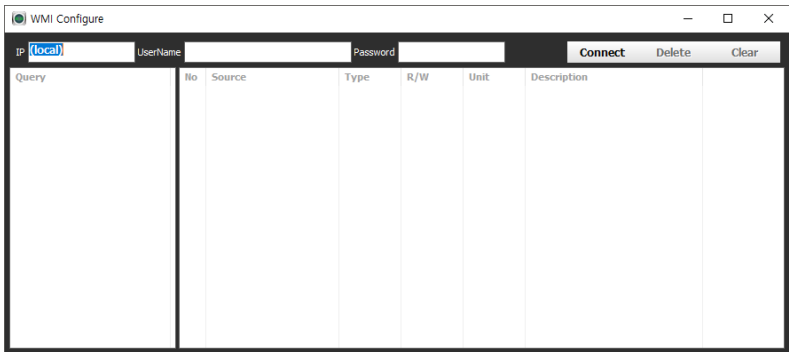 WMI Configure
IP (local) UserName Password Connect Delete Clear
Query No Source Type R/W Unit Description